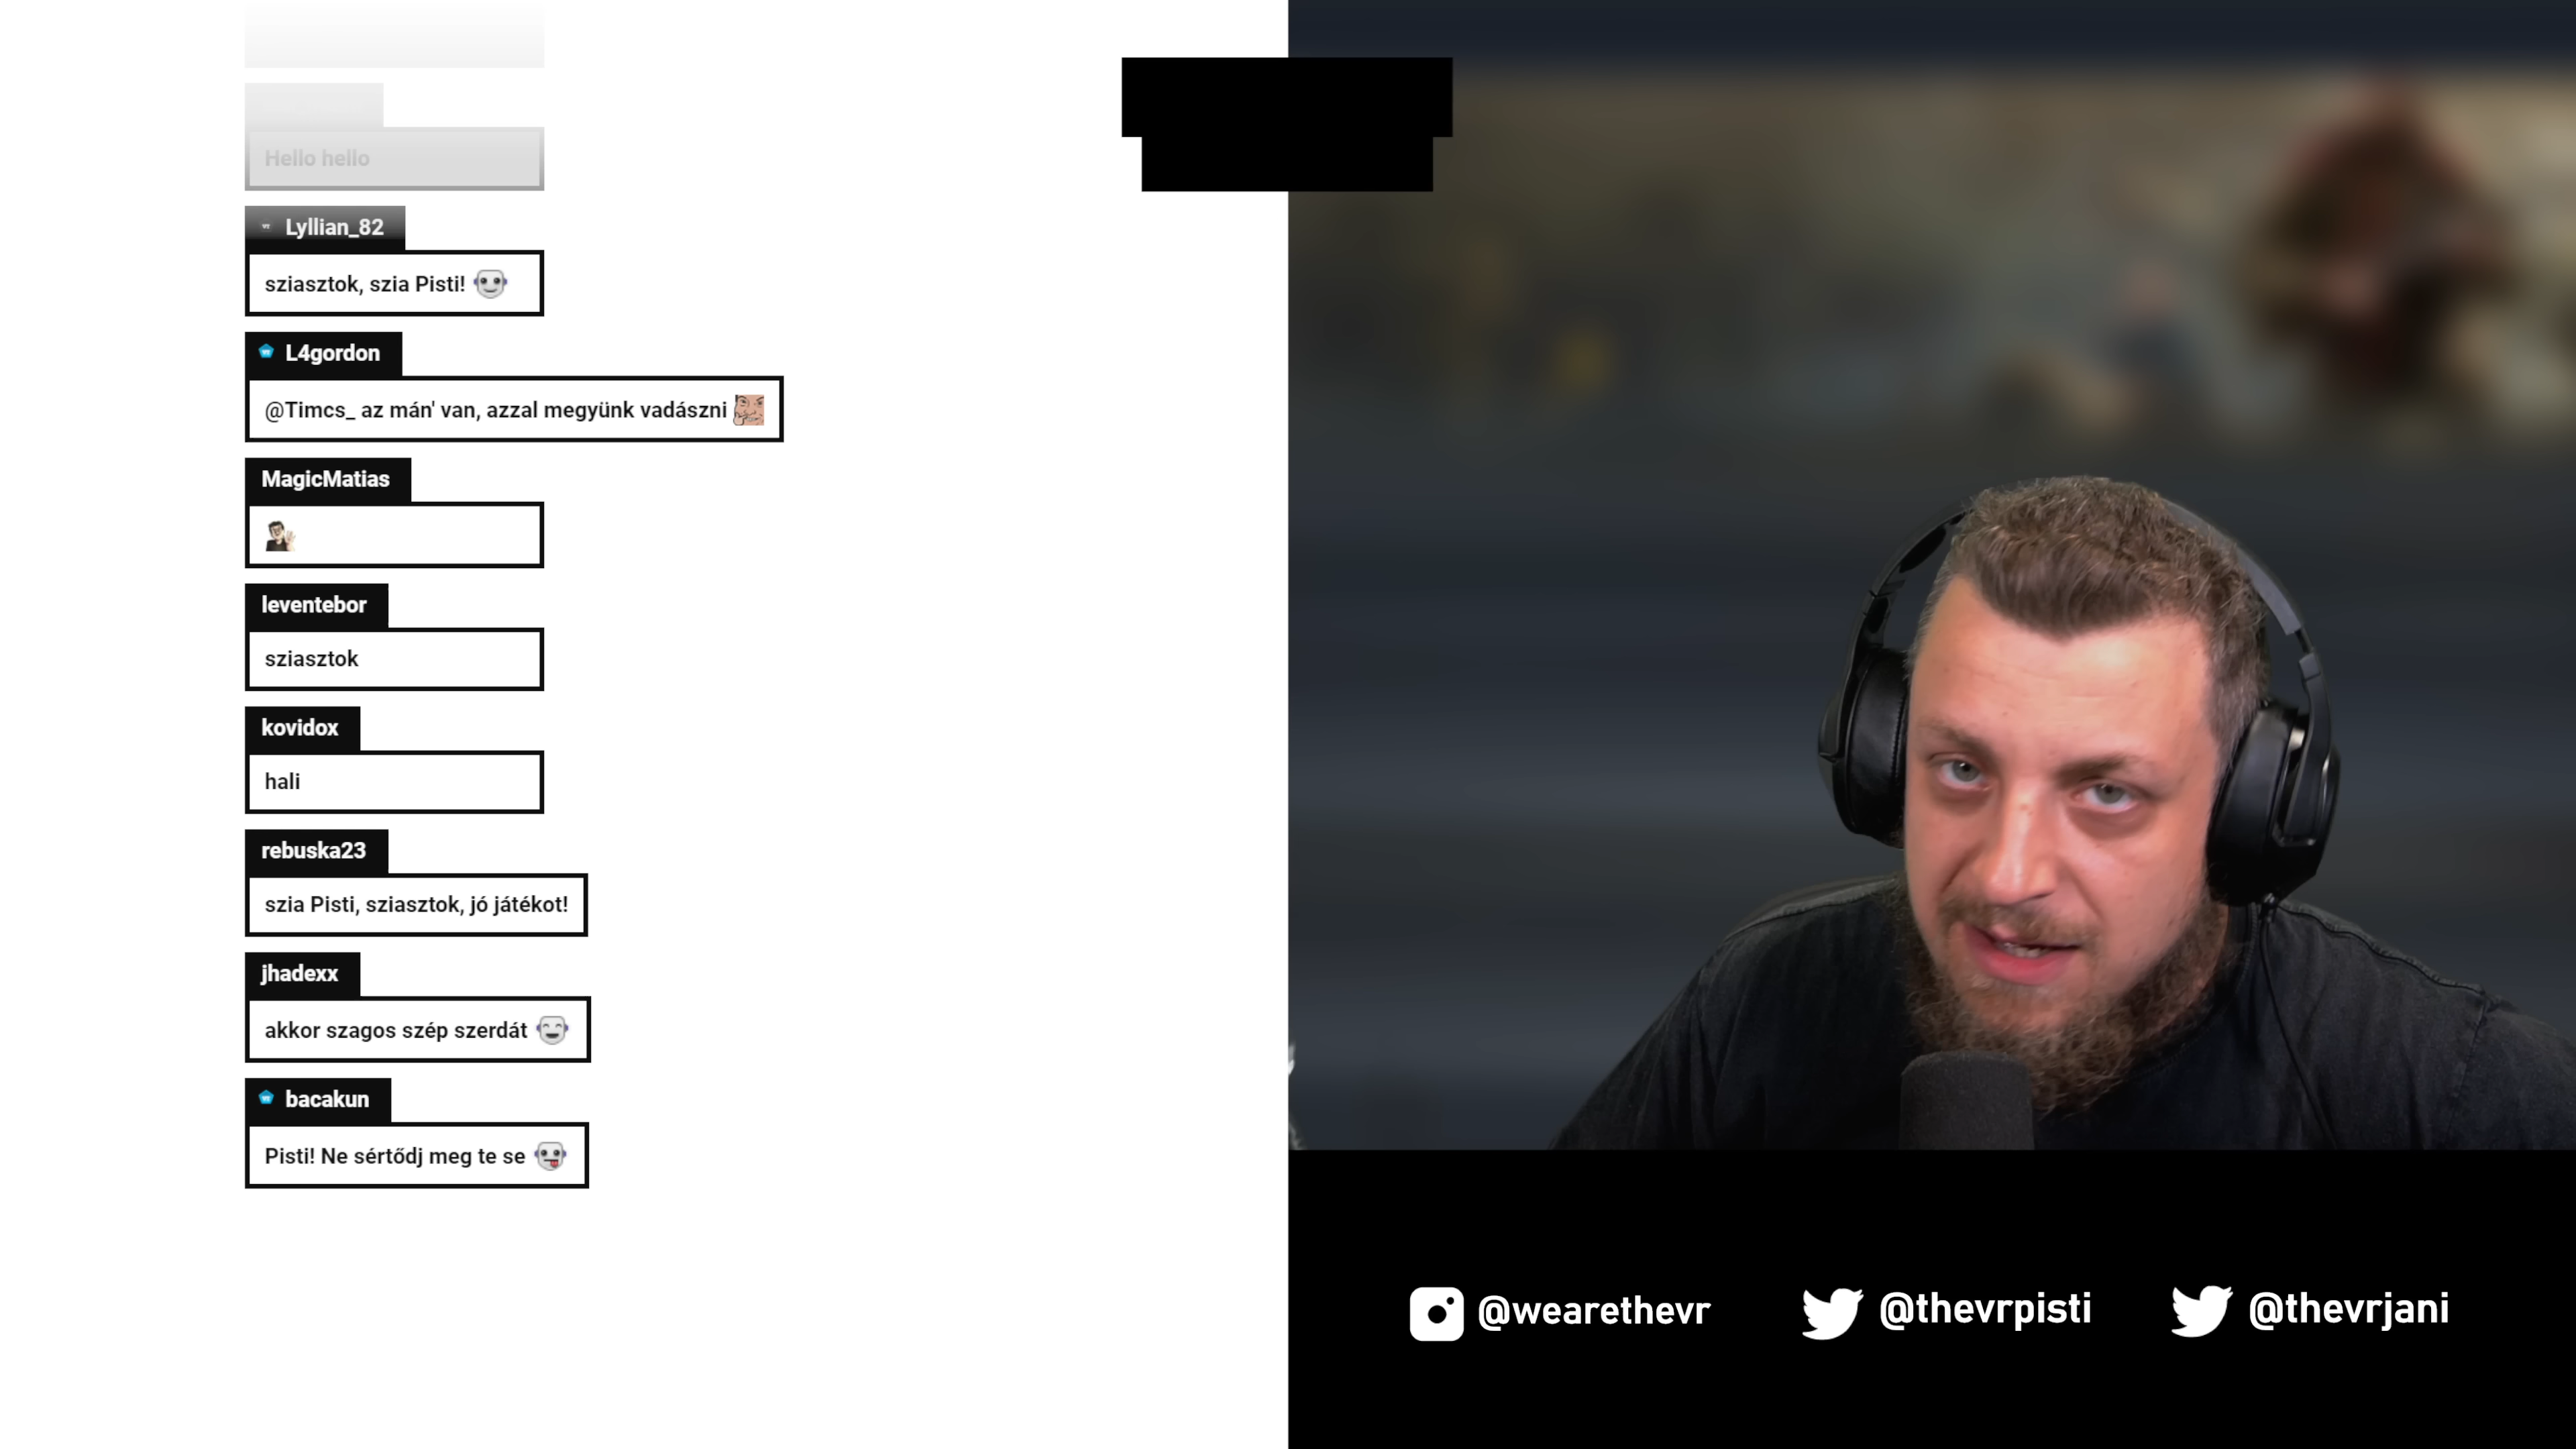 Hello hello
Lyllian_82
sziasztok, szia Pisti!
L4gordon
@Timcs_ az mán' van, azzal megyünk vadászni
MagicMatias
leventebor
sziasztok
kovidox
hali
rebuska23
szia Pisti, sziasztok, jó játékot!
jhadexx
akkor szagos szép szerdát
bacakun
Pisti! Ne sértődj meg te se
@wearethevr
@thevrpisti
@thevrjani